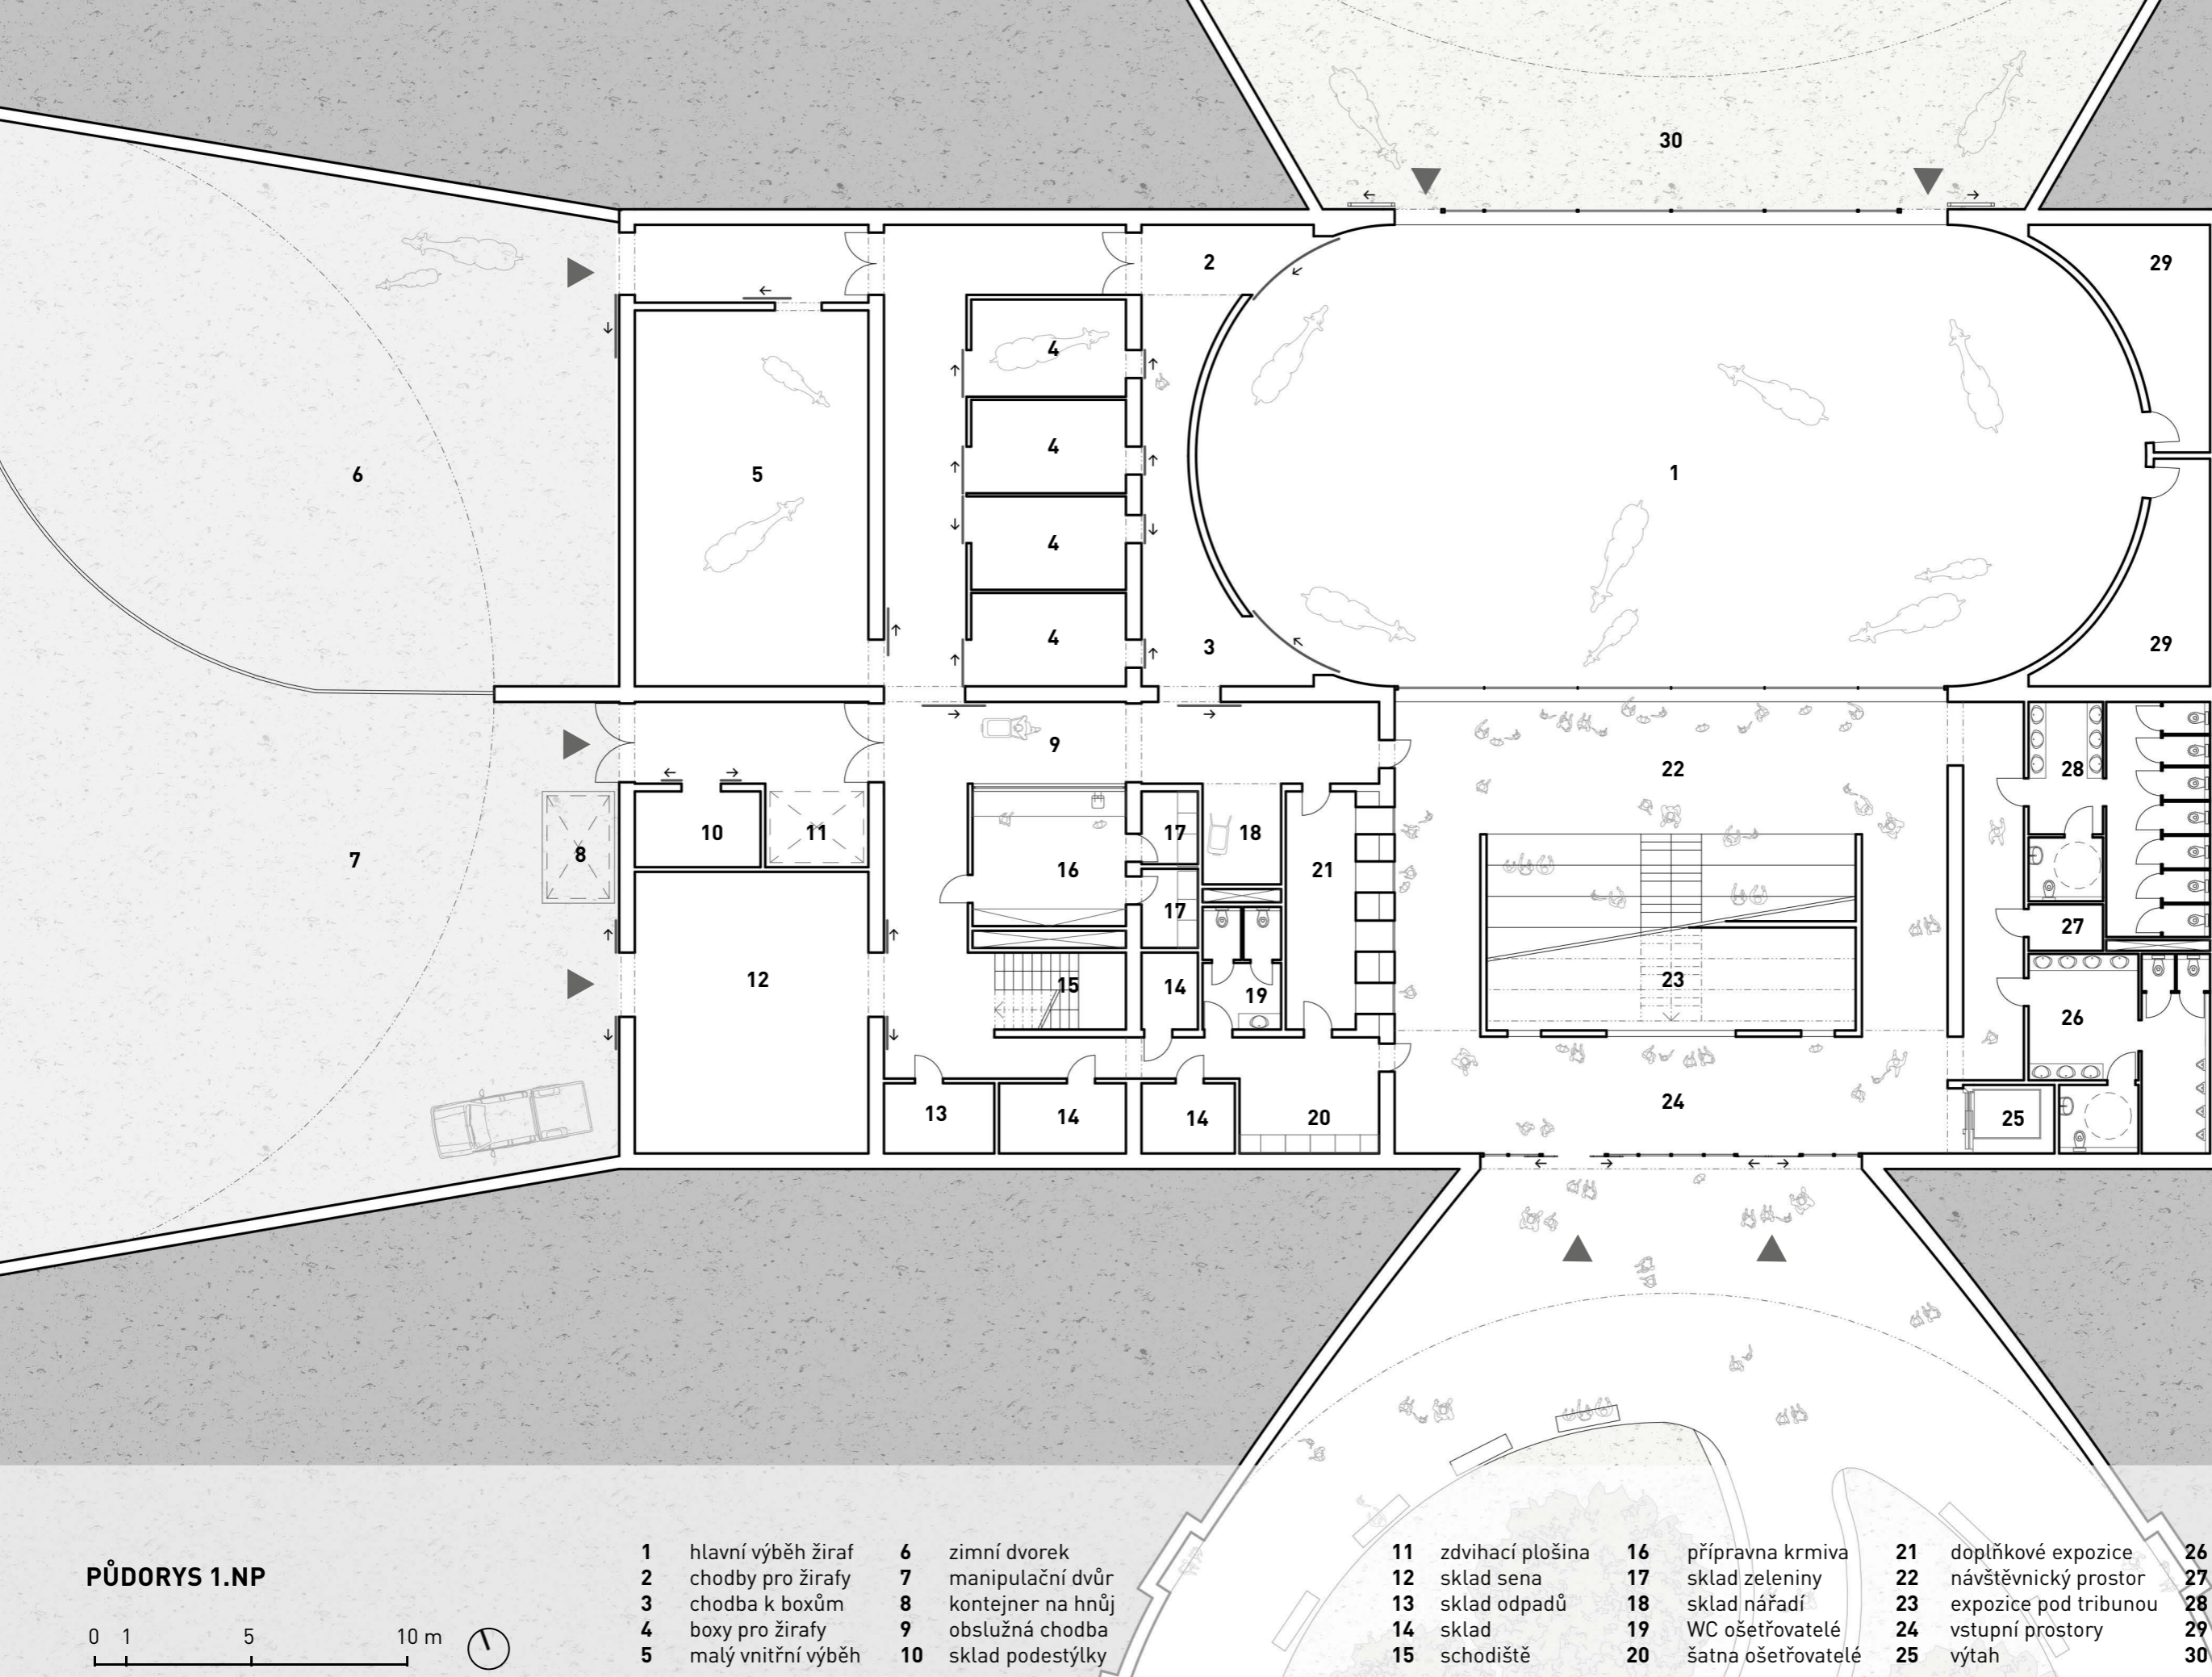 30
2
29
4
4
6
5
1
4
4
3
29
9
22
28
10
11
17
18
8
7
16
21
17
27
12
23
15
14
19
26
24
13
14
14
20
25
PŮDORYS 1.NP
0 1 5 10 m
1 hlavní výběh žiraf
2 chodby pro žirafy
3 chodba k boxům
4 boxy pro žirafy
5 malý vnitřní výběh
6 zimní dvorek
7 manipulační dvůr
8 kontejner na hnůj
9 obslužná chodba
10 sklad podestýlky
11 zdvihací plošina
12 sklad sena
13 sklad odpadů
14 sklad
15 schodiště
16 přípravna krmiva
17 sklad zeleniny
18 sklad nářadí
19 WC ošetřovatelé
20 šatna ošetřovatelé
21 doplňkové expozice
22 návštěvnický prostor
23 expozice pod tribunou
24 vstupní prostory
25 výtah
26
27
28
29
30